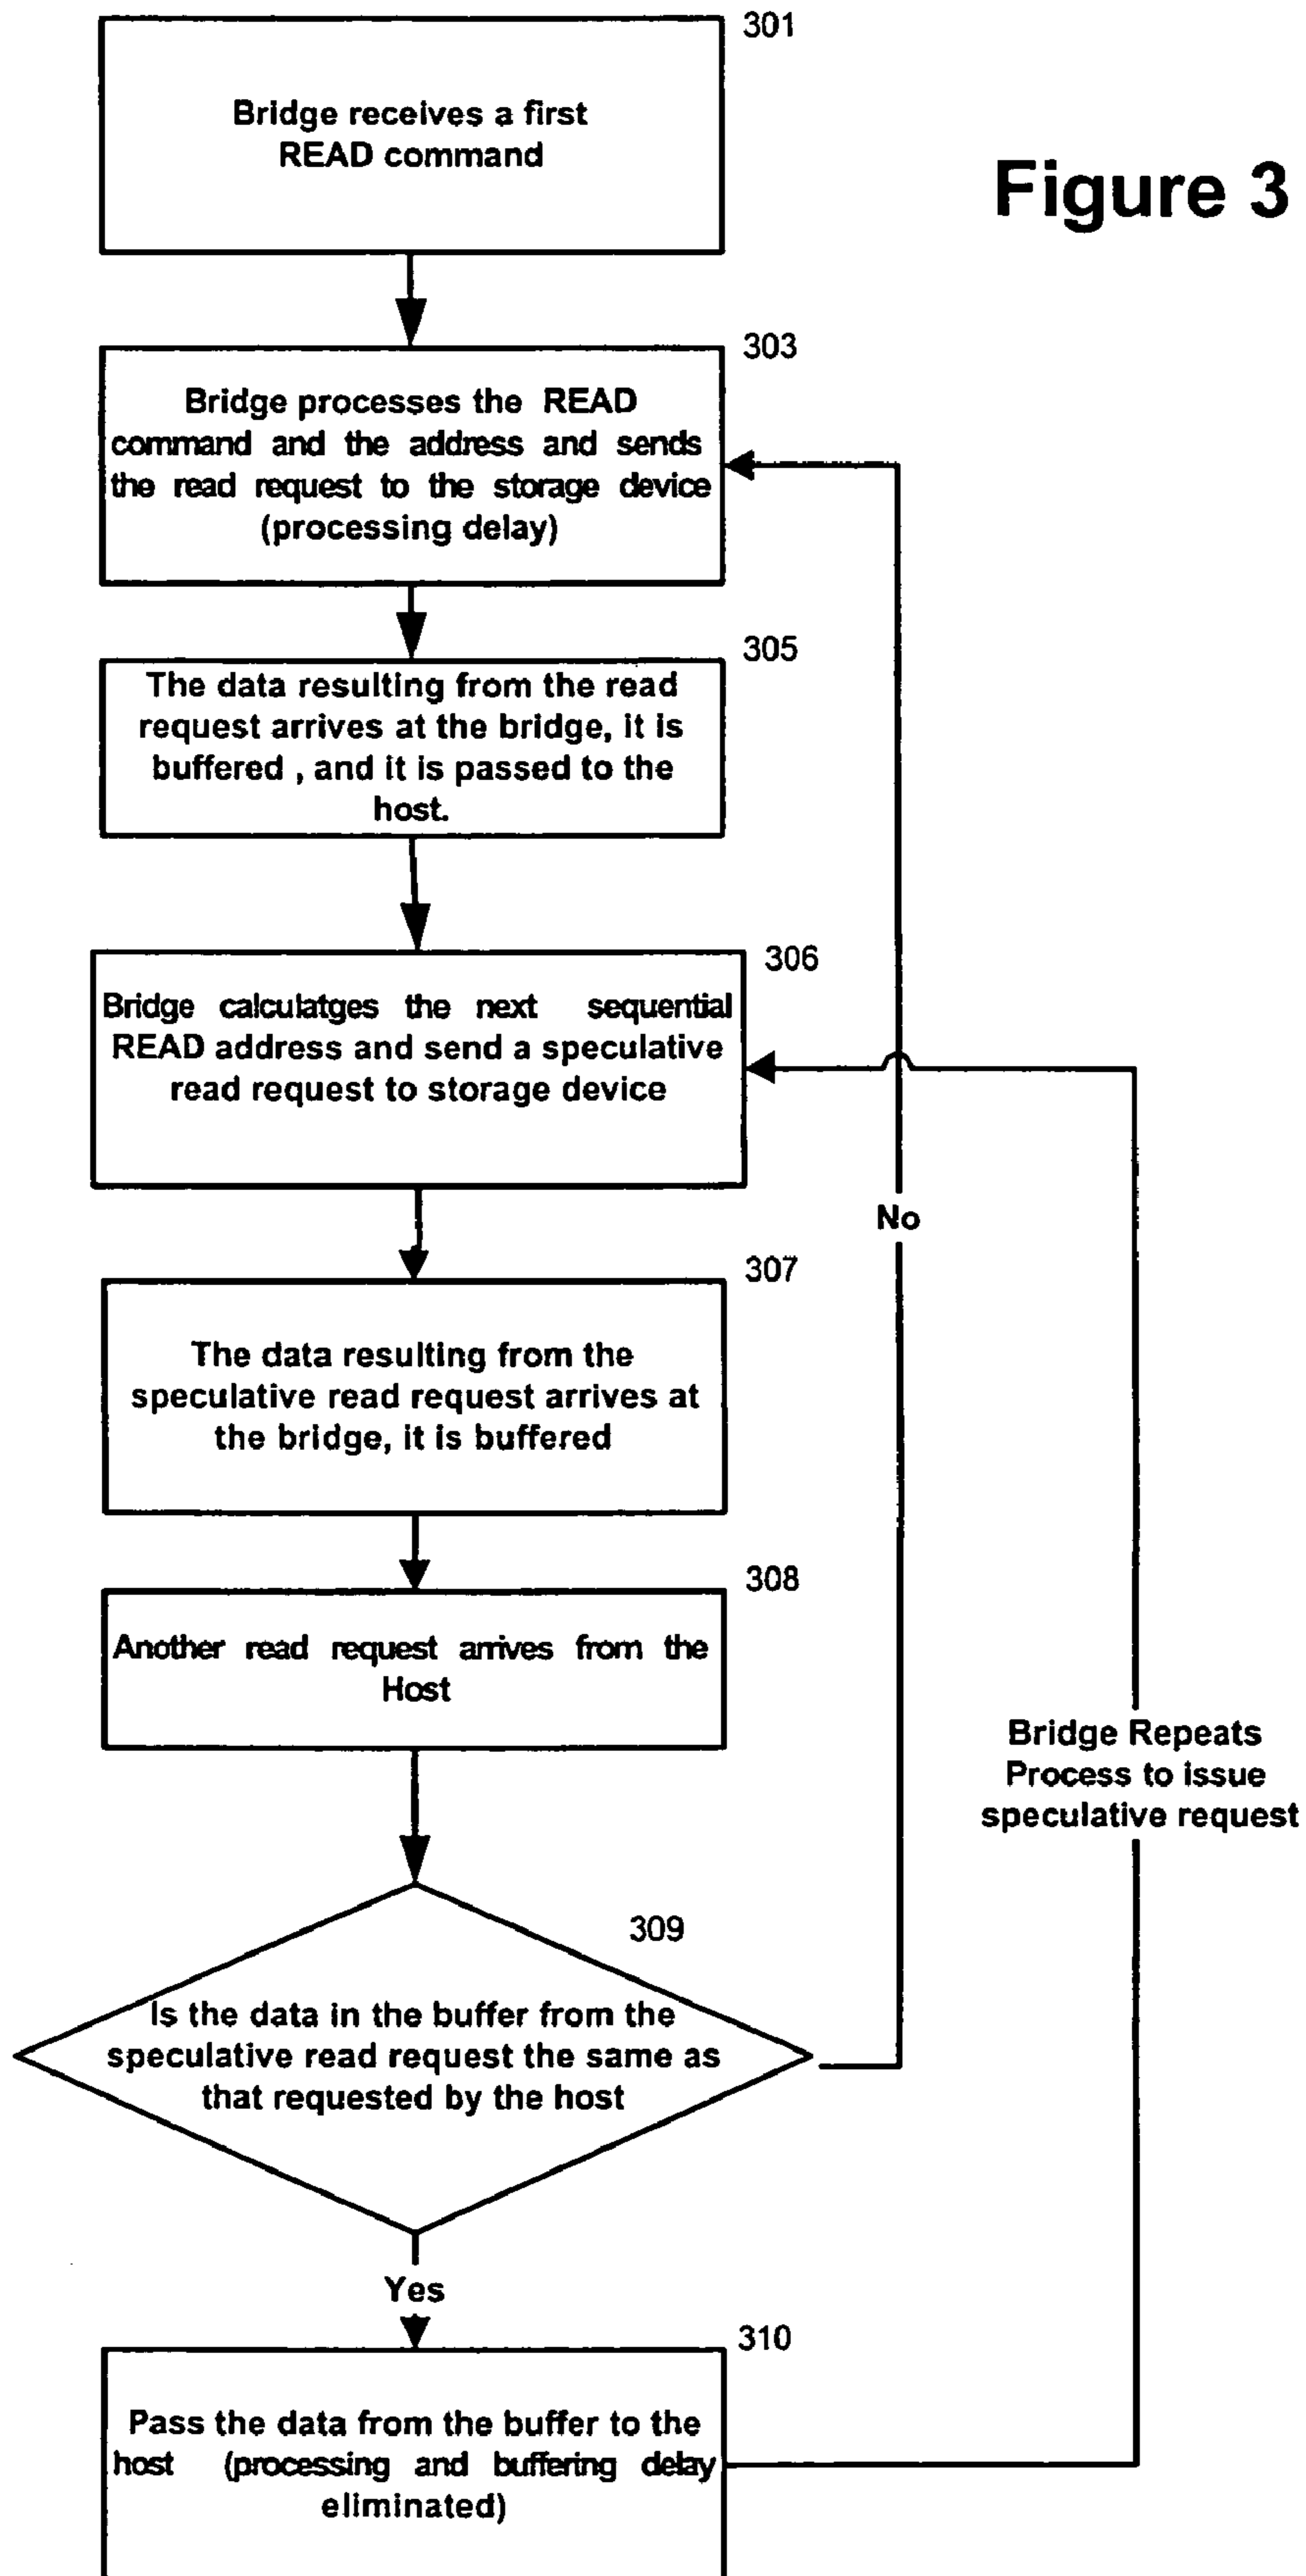 301
Bridge receives a first
READ command
Figure 3
303
Bridge processes the READ
command and the address and sends
the read request to the storage device
(processing delay)
305
The data resulting from the read
request arrives at the bridge, it is
buffered , and it is passed to the
host.
306
Bridge calculatges the next sequential
READ address and send a speculative
read request to storage device
No
307
The data resulting from the
speculative read request arrives at
the bridge, it is buffered
308
Another read request arrives from the
Host
Bridge Repeats
Process to issue
speculative request
309
Is the data in the buffer from the
speculative read request the same as
that requested by the host
Yes
310
Pass the data from the buffer to the
host (processing and buffering delay
eliminated)